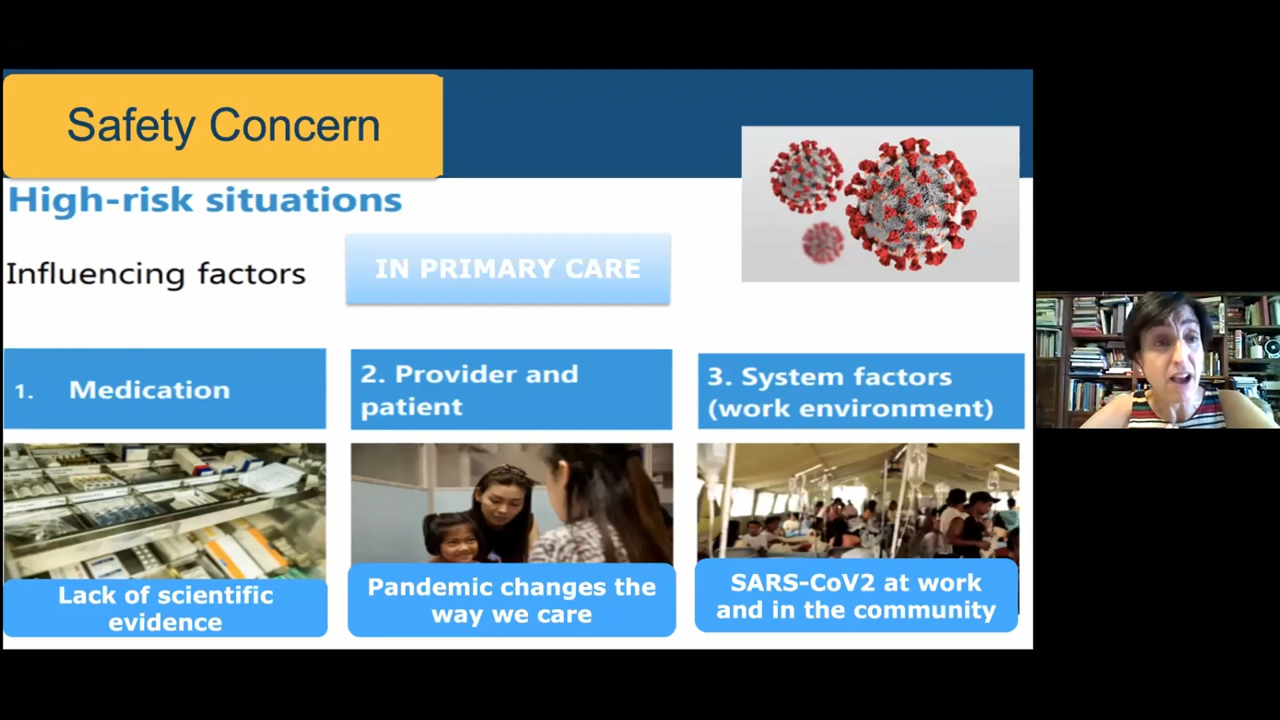 Safety Concern
High-risk situations
Influencing factors
IN PRIMARY CARE
1. Medication
2. Provider and
patient
3. System factors
(work environment)
Lack of scientific
evidence
Pandemic changes the
way we care
SARS-CoV2 at work
and in the community